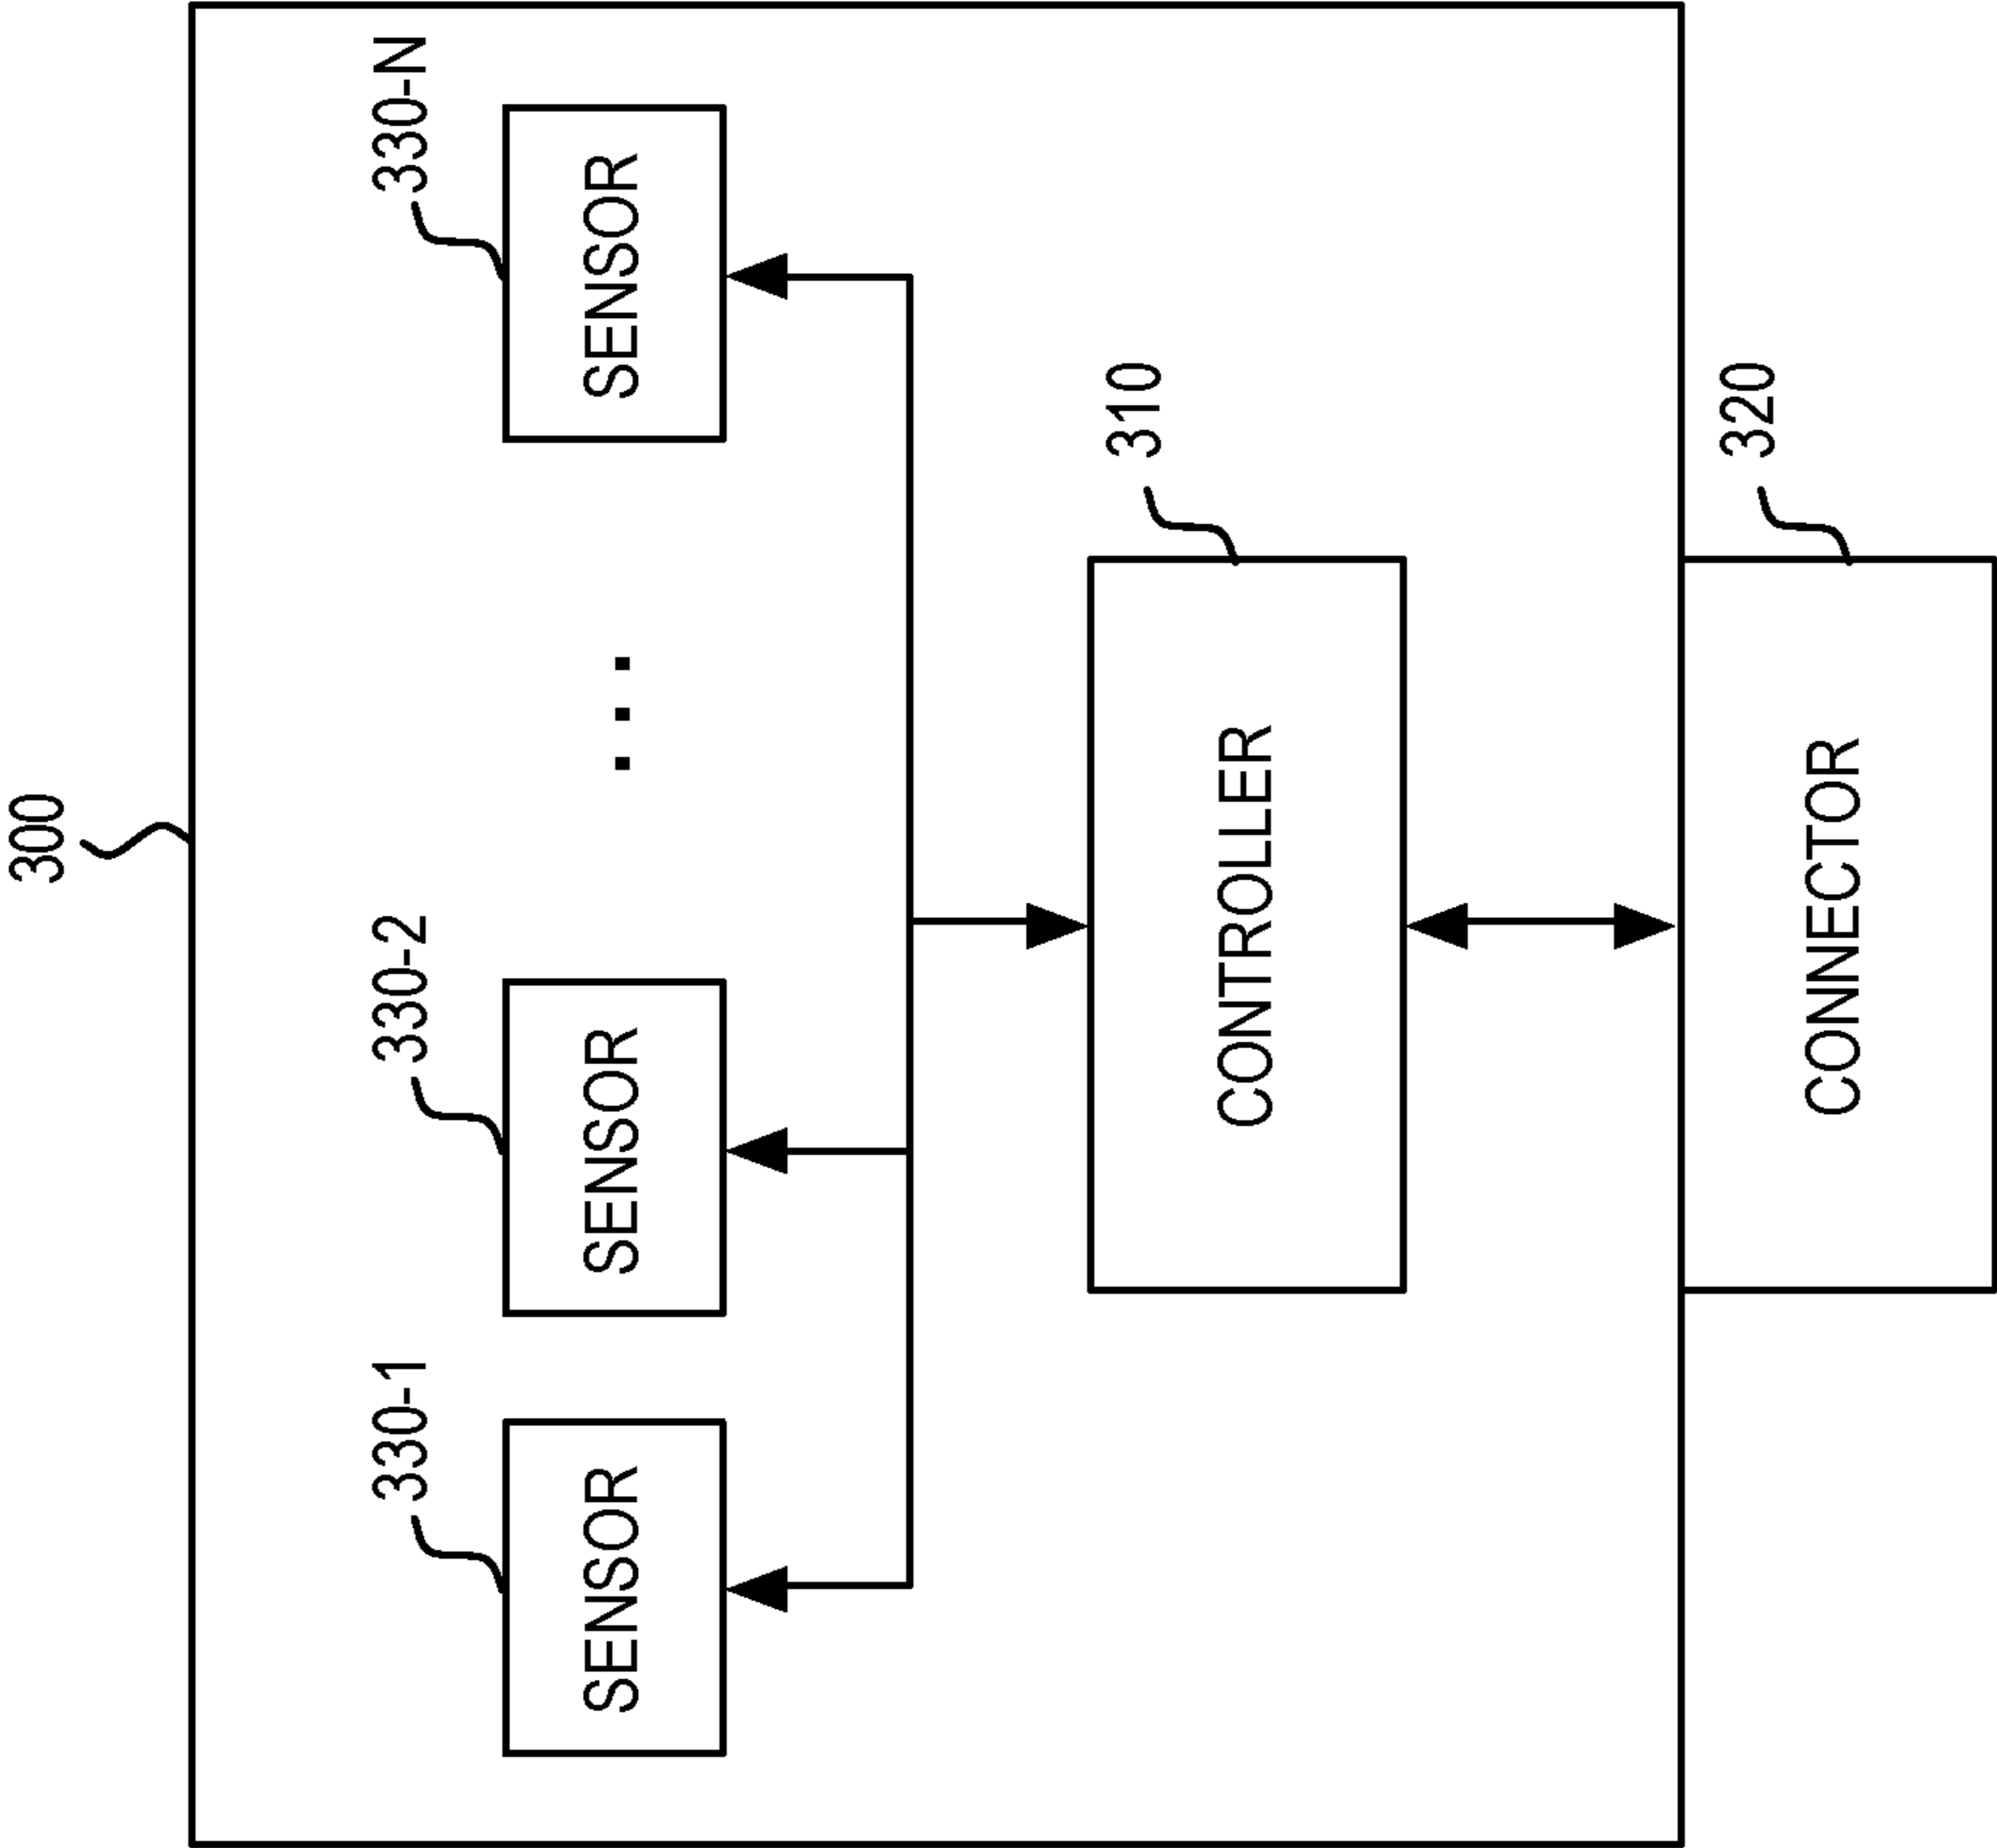 300
330-1
330-2
330-N
SENSOR
SENSOR
SENSOR
310
CONTROLLER
320
CONNECTOR